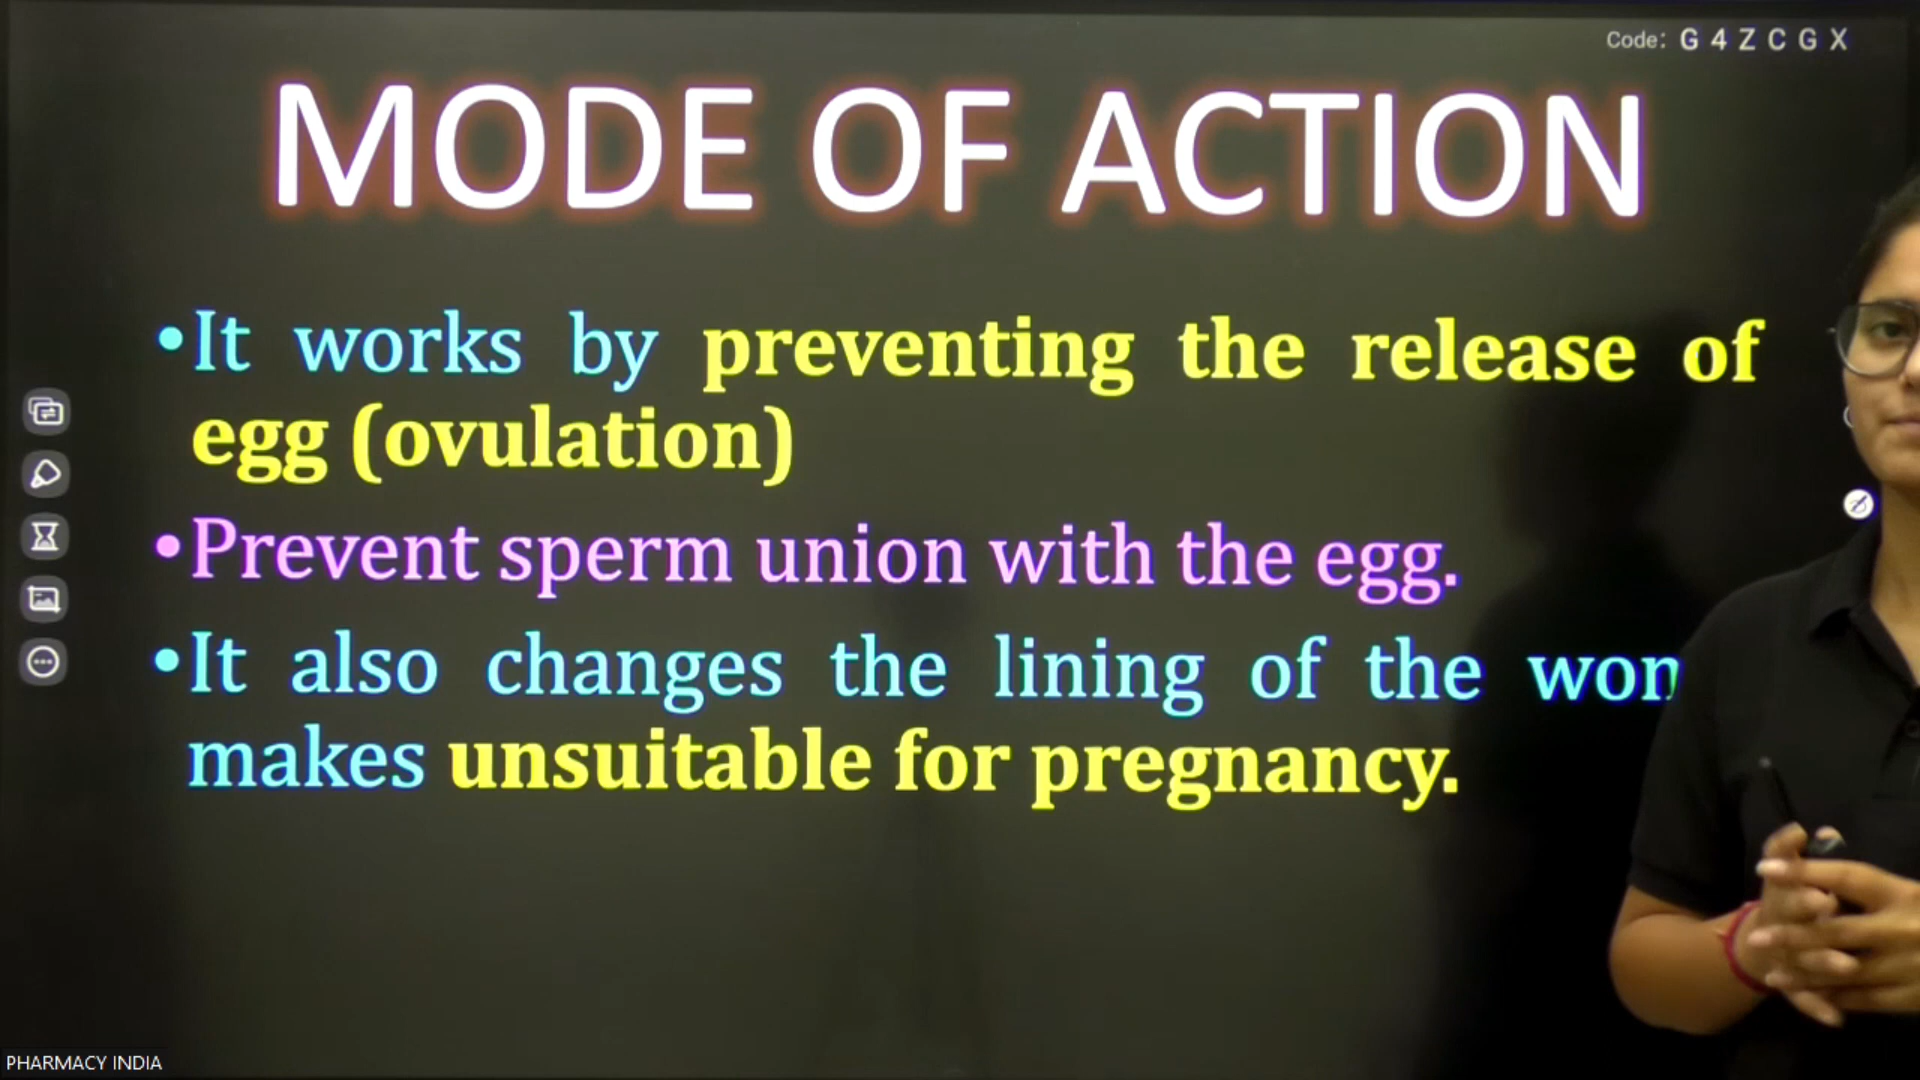 Code: G 4 Z C G X
MODE OF ACTION
•It works by preventing the release of
egg (ovulation)
•Prevent sperm union with the egg.
•It also changes the lining of the
makes unsuitable for pregnancy.
PHARMACY INDIA